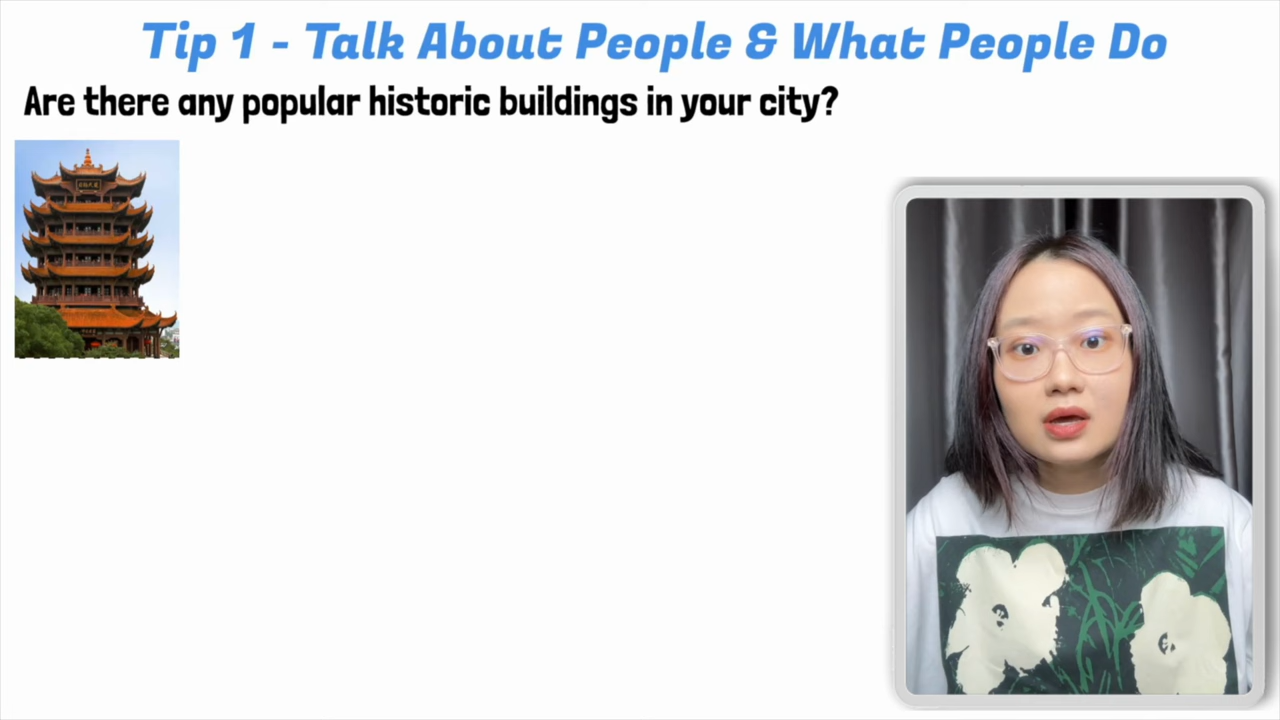 Tip 1 - Talk About People & What People Do
Are there any popular historic buildings in your city?